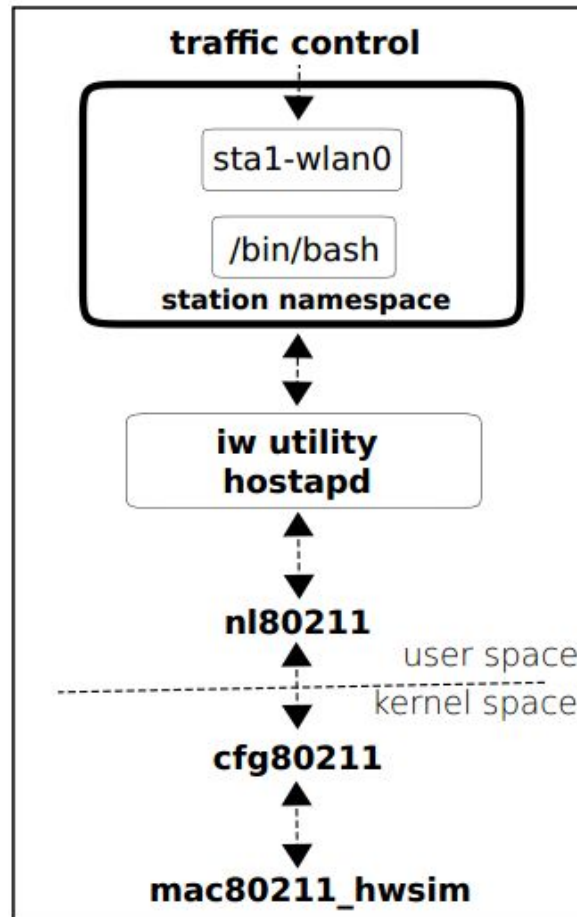 traffic control
sta1-wlan0
/bin/bash
station namespace
iw utility
hostapd
nl80211
user space
kernel space
cfg80211
mac80211_hwsim